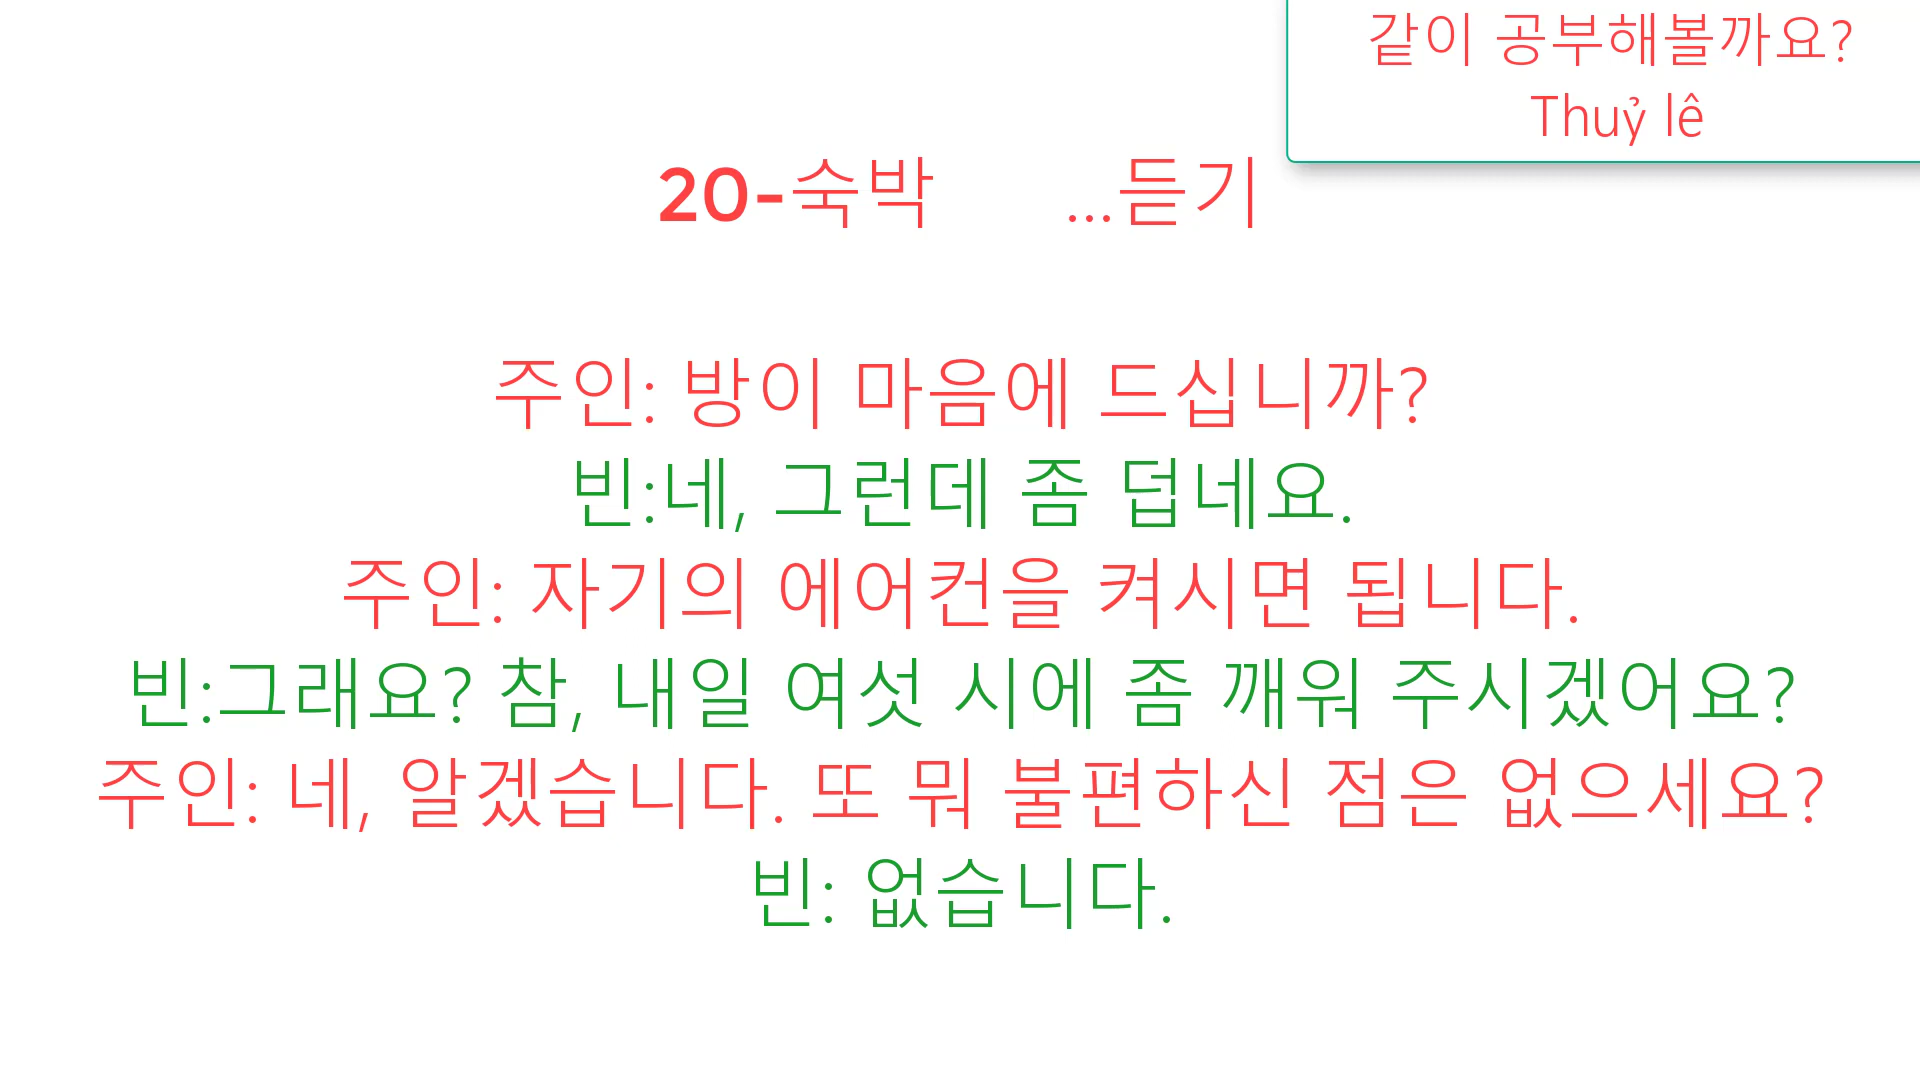 같이 공부해볼까요?
Thuỷ lê
20-숙박 ...듣기
주인: 방이 마음에 드십니까?
빈:네, 그런데 좀 덥네요.
주인: 자기의 에어컨을 켜시면 됩니다.
빈:그래요? 참, 내일 여섯 시에 좀 깨워 주시겠어요?
주인: 네, 알겠습니다. 또 뭐 불편하신 점은 없으세요?
빈: 없습니다.